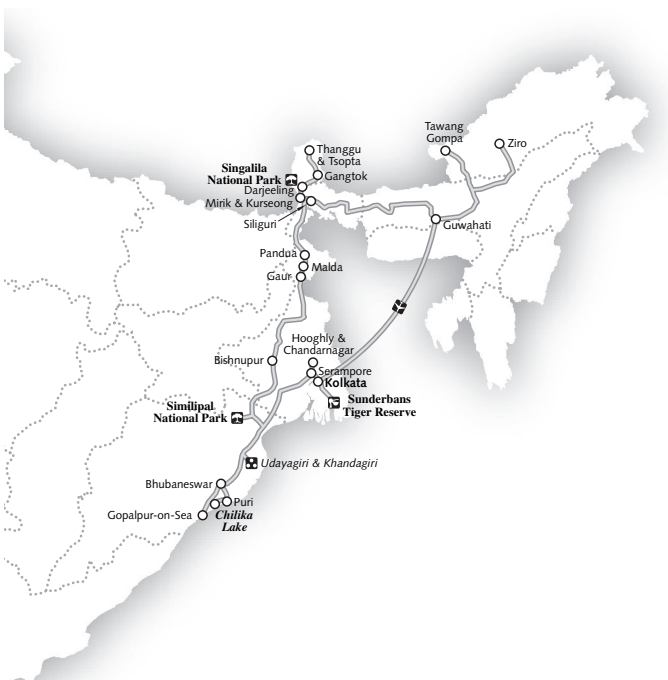 Tawang
Gompa
Ziro
Thanggu
& Tsopta
Singalila
National Park
Gangtok
Darjeeling
Mirik & Kurseong
Siliguri
Guwahati
Pandua
Malda
Gaur
Hooghly &
Chandarnagar
Bishnupur
Serampore
Kolkata
Sunderbans
Tiger Reserve
Similipal
National Park
Udayagiri & Khandagiri
Bhubaneswar
Puri
Gopalpur-on-Sea
Chilika
Lake